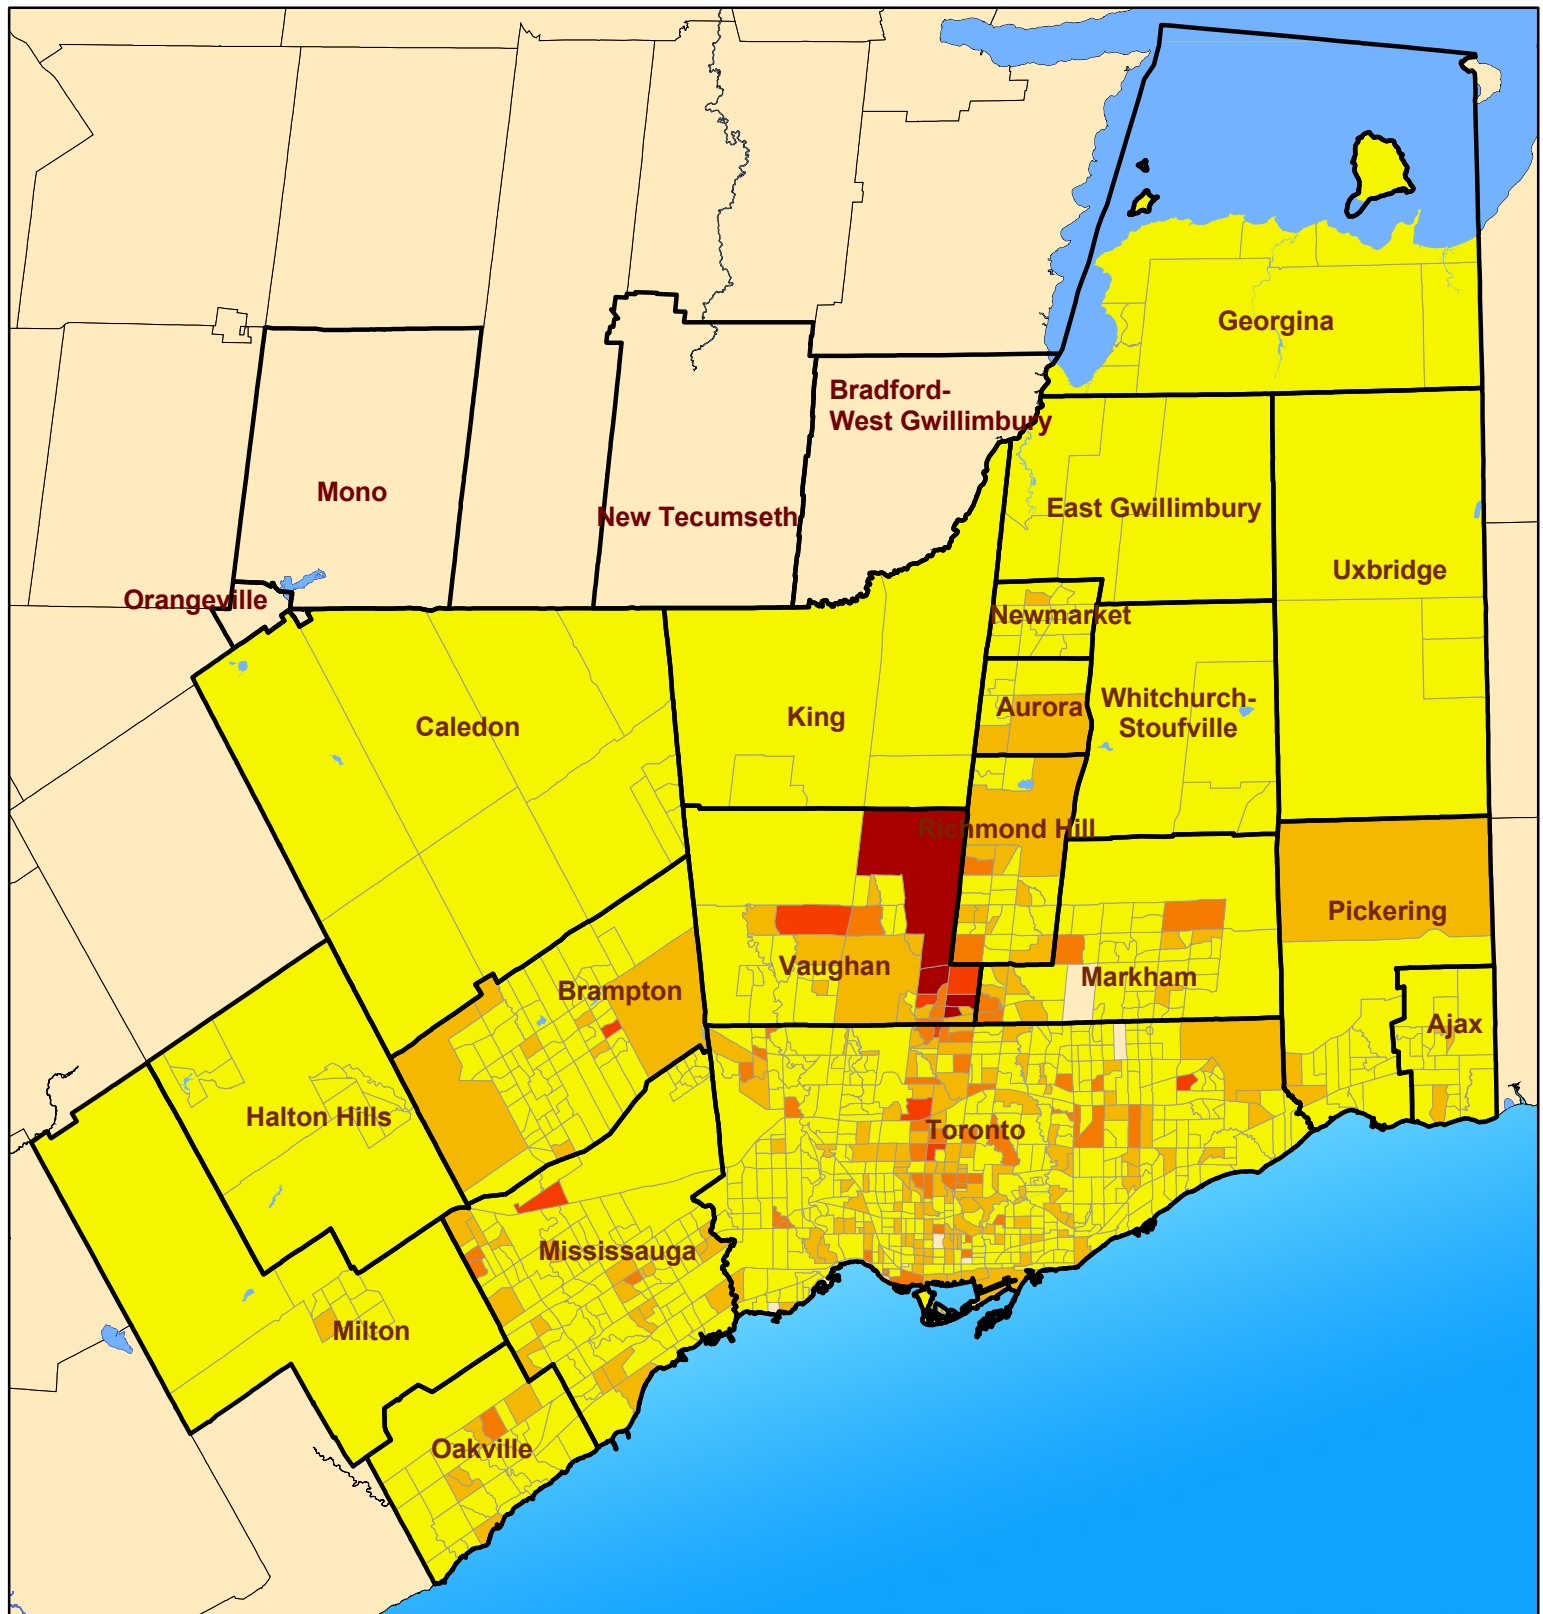 Georgina
Bradford-
West Gwillimbury
Mono
New Tecumseth
East Gwillimbury
Uxbridge
Orangeville
Newmarket
Caledon
King
Aurora
Whitchurch-
Stoufville
Richmond Hill
Pickering
Vaughan
Markham
Brampton
Ajax
Halton Hills
Toronto
Mississauga
Milton
Oakville